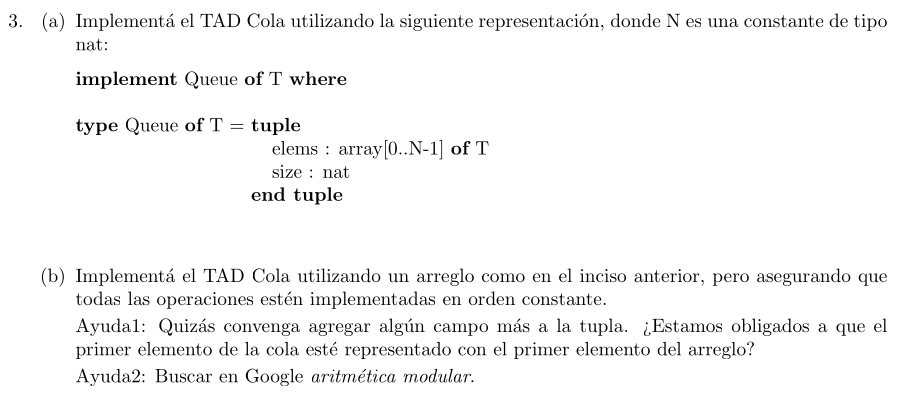 3. (a) Implementá el TAD Cola utilizando la siguiente representación, donde N es una constante de tipo
nat:
implement Queue of T where
type Queue of T = tuple
elems : array[0..N-1] of T
size : nat
end tuple
(b) Implementá el TAD Cola utilizando un arreglo como en el inciso anterior, pero asegurando que
todas las operaciones estén implementadas en orden constante.
Ayuda1: Quizás convenga agregar algún campo más a la tupla. ¿Estamos obligados a que el
primer elemento de la cola esté representado con el primer elemento del arreglo?
Ayuda2: Buscar en Google aritmética modular.